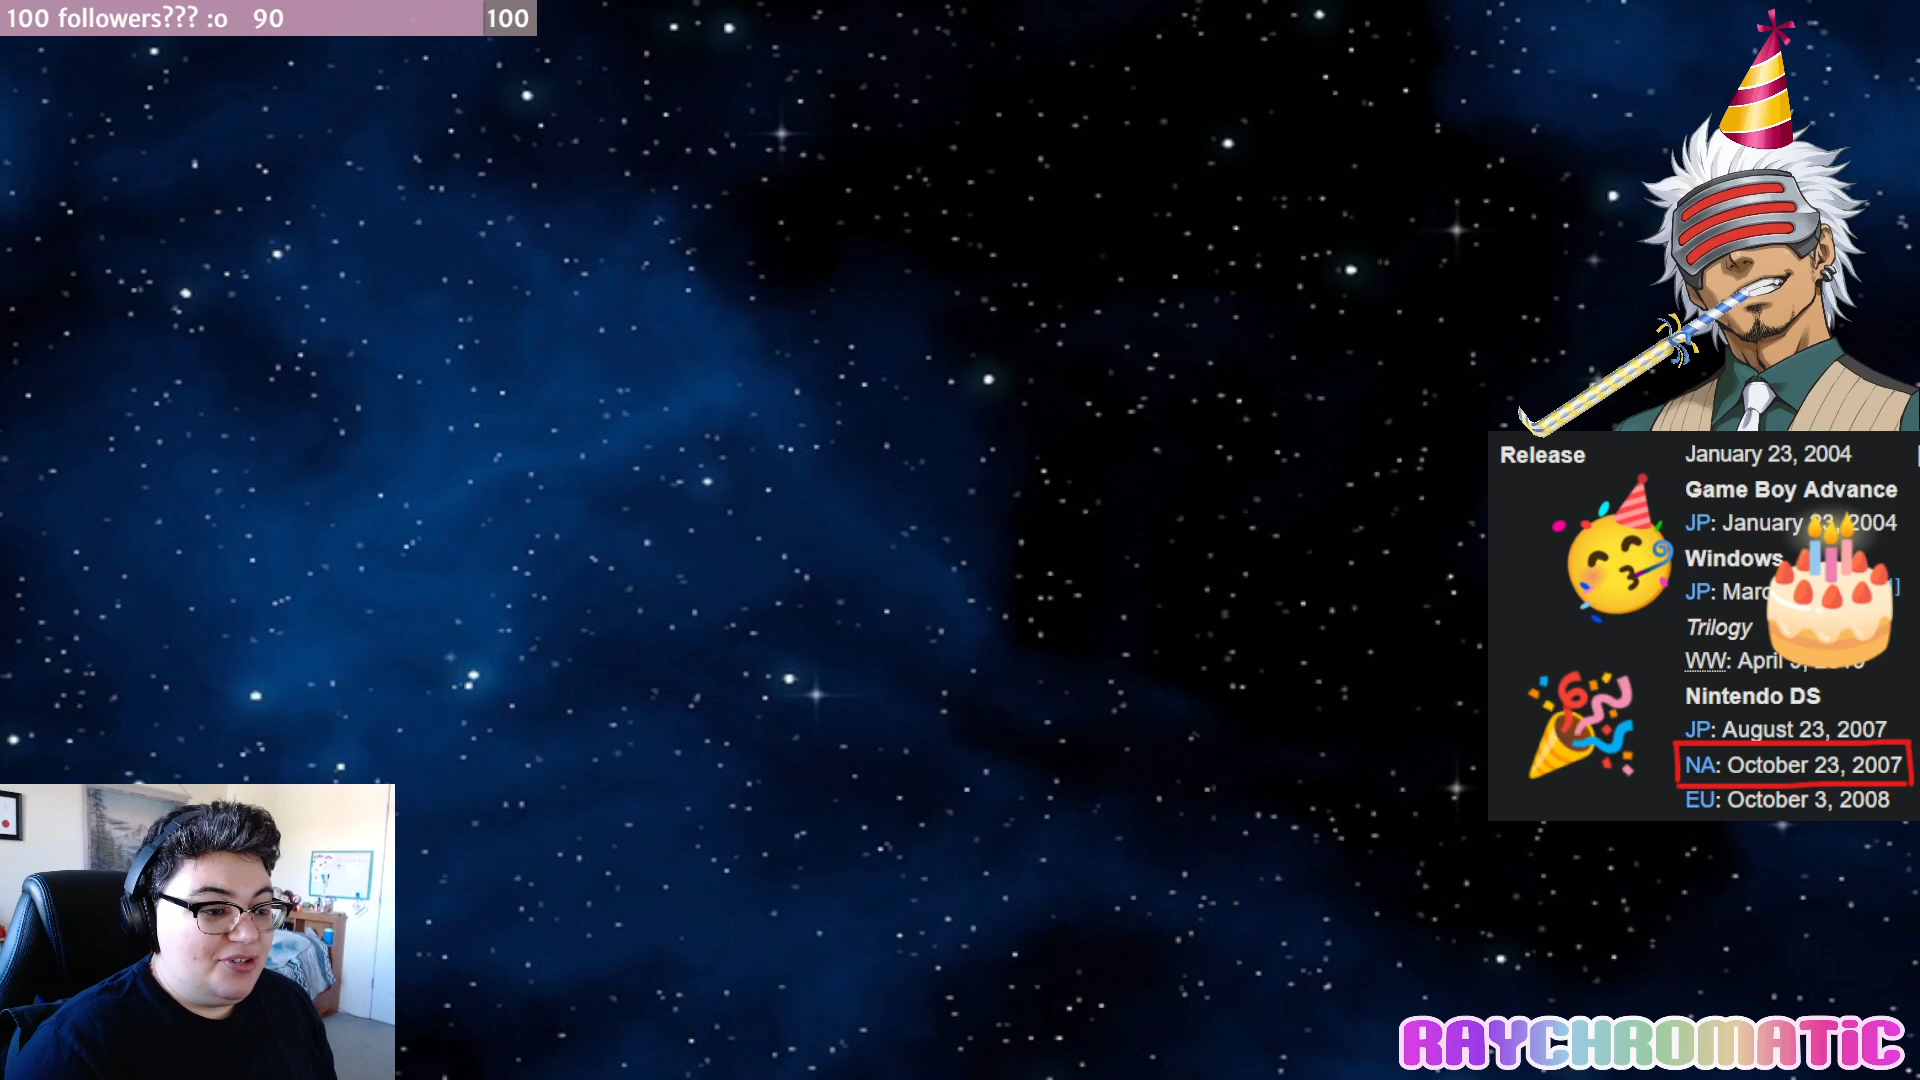 100 followers??? :o 90 100
Release January 23, 2004
Game Boy Advance
JP: January 23, 2004
Windows
JP:
Trilogy
WW: April
Nintendo DS
JP: August 23, 2007
NA: October 23, 2007
EU: October 3, 2008
RAYCHROMATiC